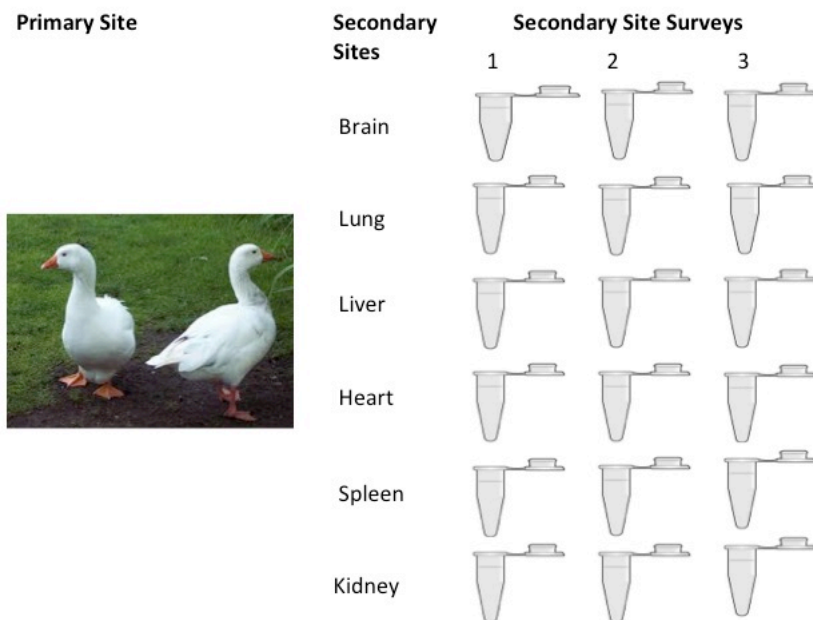 Primary Site
Secondary Sites
Secondary Site Surveys
1 2 3
Brain
Lung
Liver
Heart
Spleen
Kidney